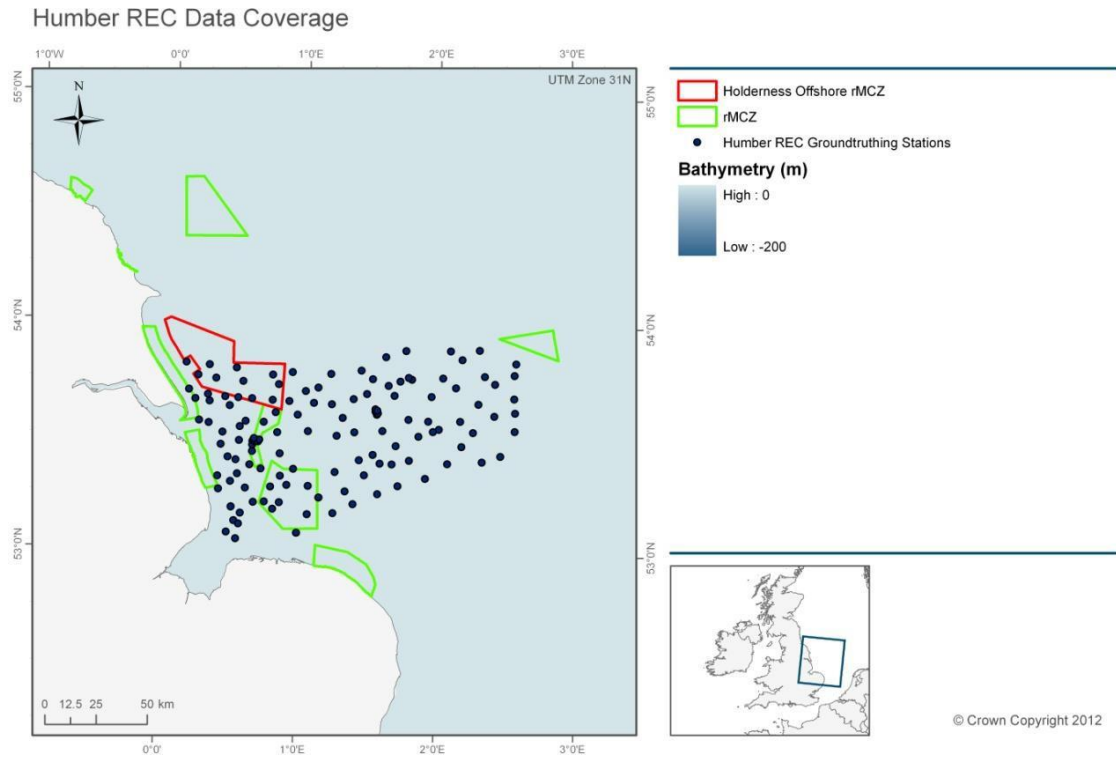 Humber REC Data Coverage
1°0'W 0°0' 1°0'E 2°0'E 3°0'E
UTM Zone 31N
N
55°0'N 55°0'N
54°0'N 54°0'N
53°0'N 53°0'N
0 12.5 25 50 km
0°0' 1°0'E 2°0'E 3°0'E
Holderness Offshore rMCZ
rMCZ
Humber REC Groundtruthing Stations
Bathymetry (m)
High : 0
Low : -200
© Crown Copyright 2012